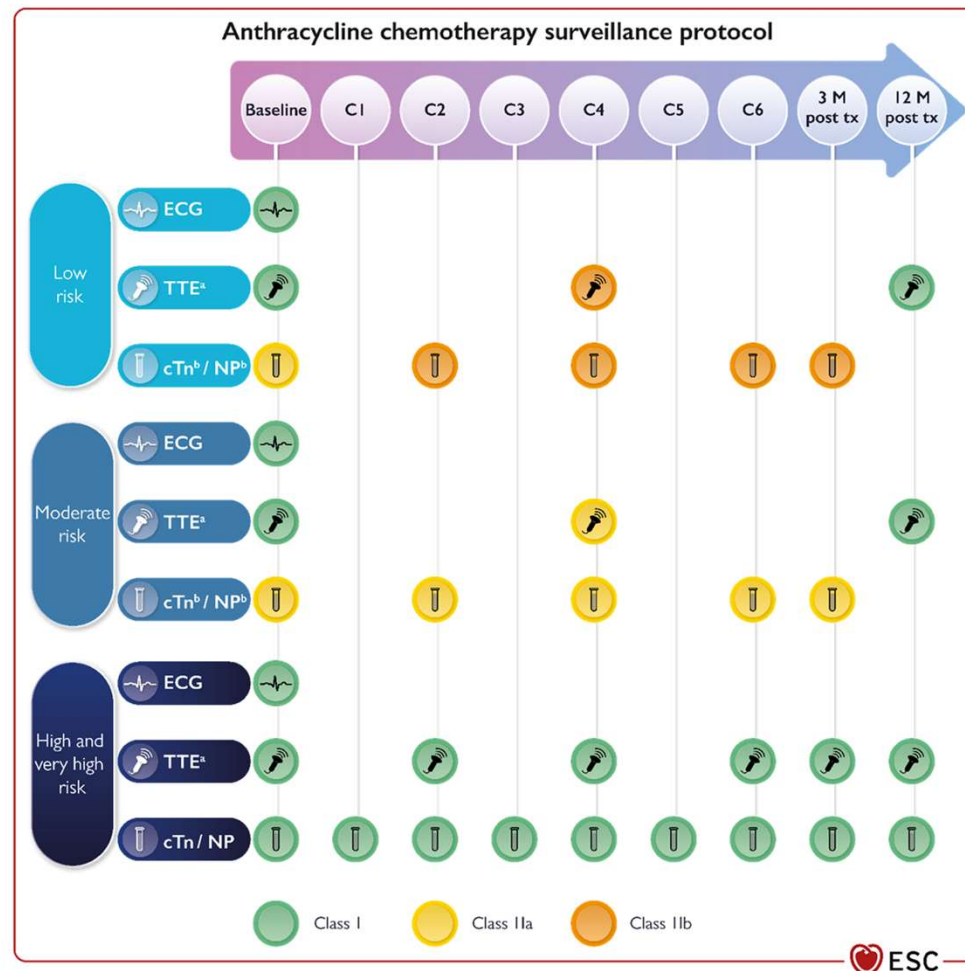 Anthracycline chemotherapy surveillance protocol
Baseline
C1
C2
C3
C4
C5
C6
3 M
post tx
12 M
post tx
Low
risk
ECG
TTEᵃ
cTnᵇ / NPᵇ
Moderate
risk
ECG
TTEᵃ
cTnᵇ / NPᵇ
High and
very high
risk
ECG
TTEᵃ
cTn / NP
Class I
Class IIa
Class IIb
ESC